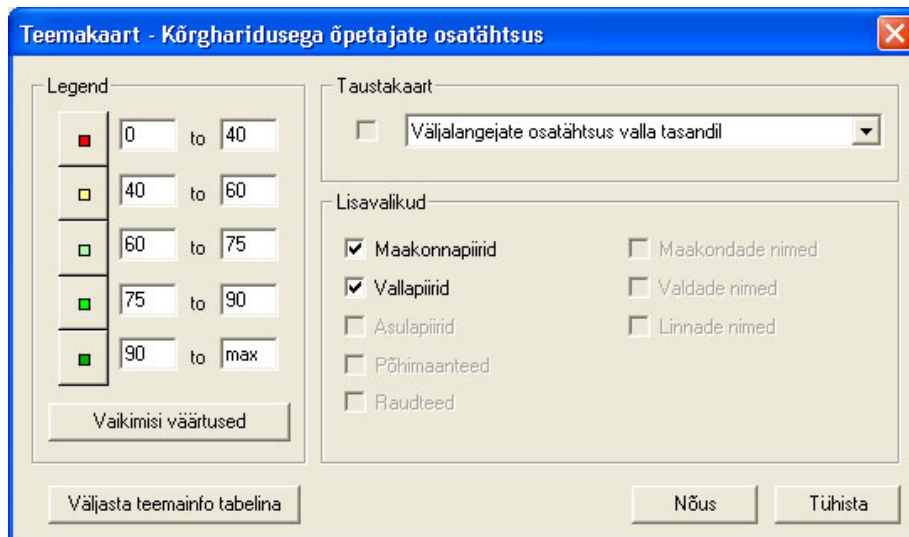 Teemakaart - Kõrgharidusega õpetajate osatähtsus
Legend
0 to 40
40 to 60
60 to 75
75 to 90
90 to max
Vaikimisi väärtused
Taustakaart
Väljalangejate osatähtsus valla tasandil
Lisavalikud
Maakonnapiirid
Vallapiirid
Asulapiirid
Põhimaanteed
Raudteed
Maakondade nimed
Valdade nimed
Linnade nimed
Väljasta teemainfo tabelina
Nõus
Tühista